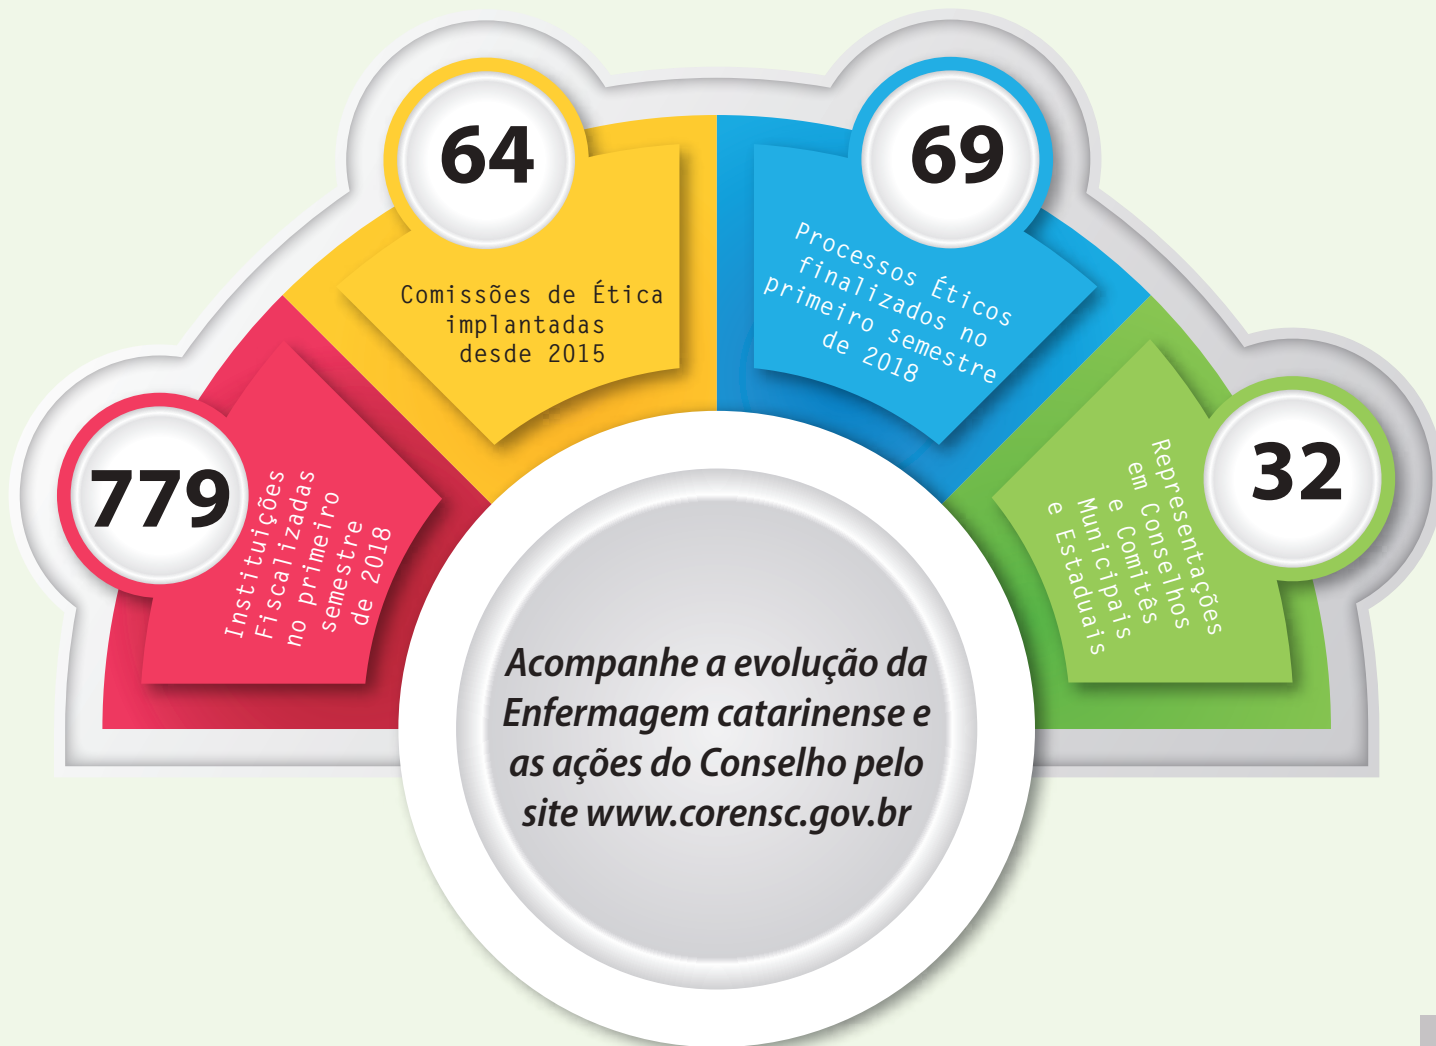 779
Instituições
Fiscalizadas
no primeiro
semestre
de 2018
64
Comissões de Ética
implantadas
desde 2015
69
Processos Éticos
finalizados no
primeiro semestre
de 2018
32
Representações
em Conselhos
e Comitês
Municipais
e Estaduais
Acompanhe a evolução da
Enfermagem catarinense e
as ações do Conselho pelo
site www.corensc.gov.br